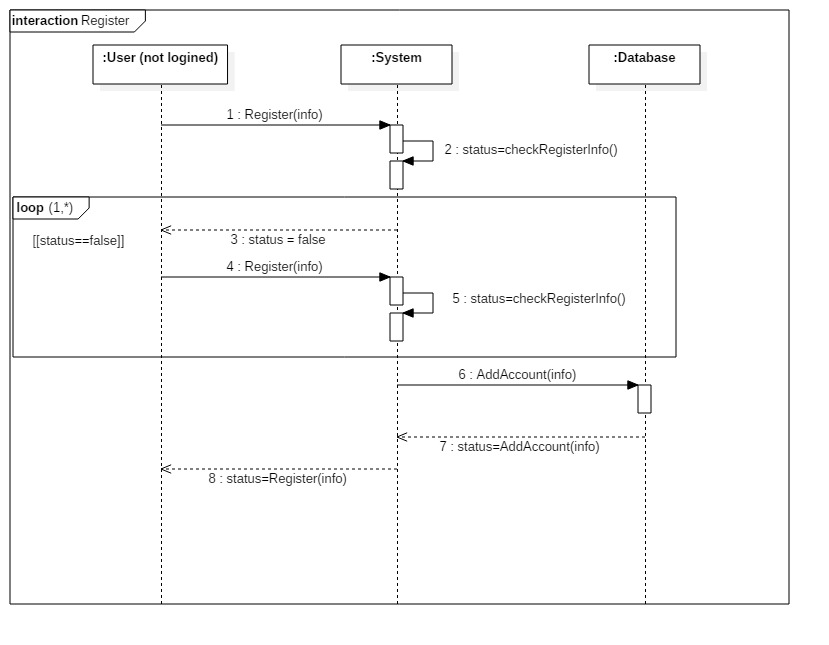 interaction Register
:User (not logined)
:System
:Database
1 : Register(info)
2 : status=checkRegisterInfo()
loop (1,*)
[[status==false]]
3 : status = false
4 : Register(info)
5 : status=checkRegisterInfo()
6 : AddAccount(info)
7 : status=AddAccount(info)
8 : status=Register(info)